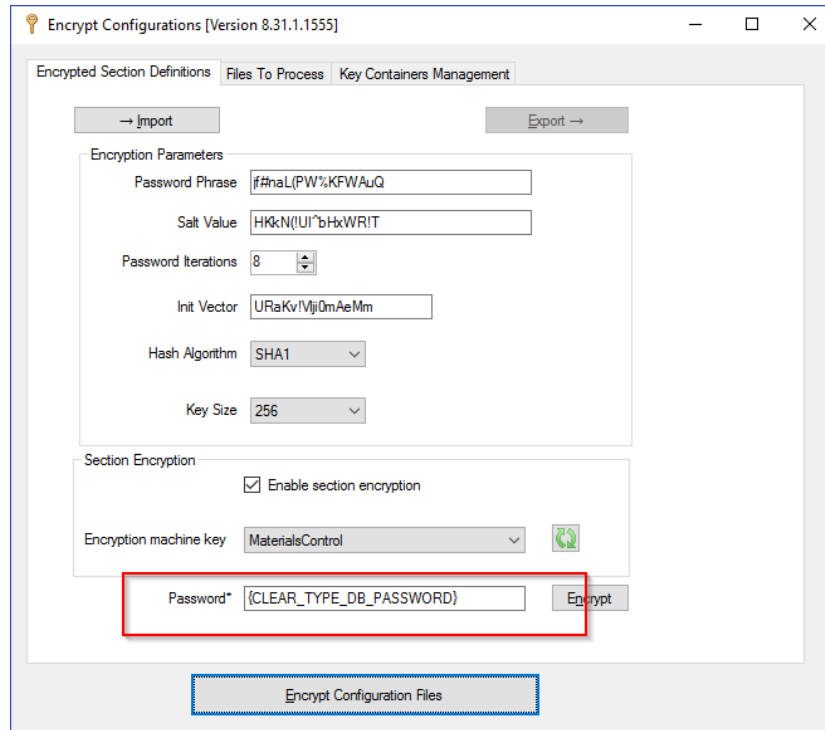 Encrypt Configurations [Version 8.31.1.1555]
Encrypted Section Definitions Files To Process Key Containers Management
→ Import Export →
Encryption Parameters
Password Phrase jf#naL(PW%KFWAuQ
Salt Value HKkN(!UI^bHxWR!T
Password Iterations 8
Init Vector URaKv!Vlji0mAeMm
Hash Algorithm SHA1
Key Size 256
Section Encryption
Enable section encryption
Encryption machine key MaterialsControl
Password* {CLEAR_TYPE_DB_PASSWORD} Encrypt
Encrypt Configuration Files